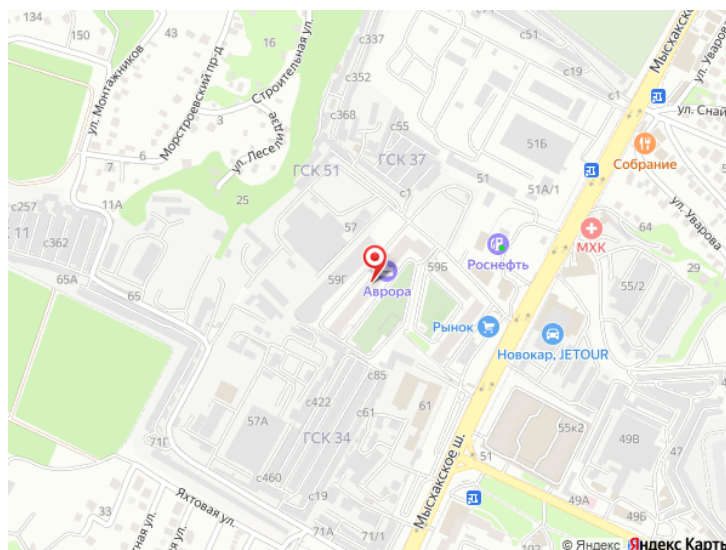 134
150
43
16
с337
с352
с368
с55
с19
с1
Мысхакск
ул. Уварова
ул. Снай
Собрание
ул. Уварова
ул. Монтажников
Морстроевский пр-д
Строительная ул.
ул. Леселидзе
3
7
6
11А
25
ГСК 51
ГСК 37
с1
51
51Б
51А/1
с257
К 11
с362
65А
57
59Г
59Б
Аврора
Роснефть
МХК
64
29
55/2
Рынок
Новокар, JETOUR
с85
с422
с61
61
57А
ГСК 34
с460
с19
71Г
Мысхакское ш.
51
55к2
49В
47
49А
49Б
Яхтовая ул.
33
тная ул.
71А
71/1
© Яндекс Яндекс Карты